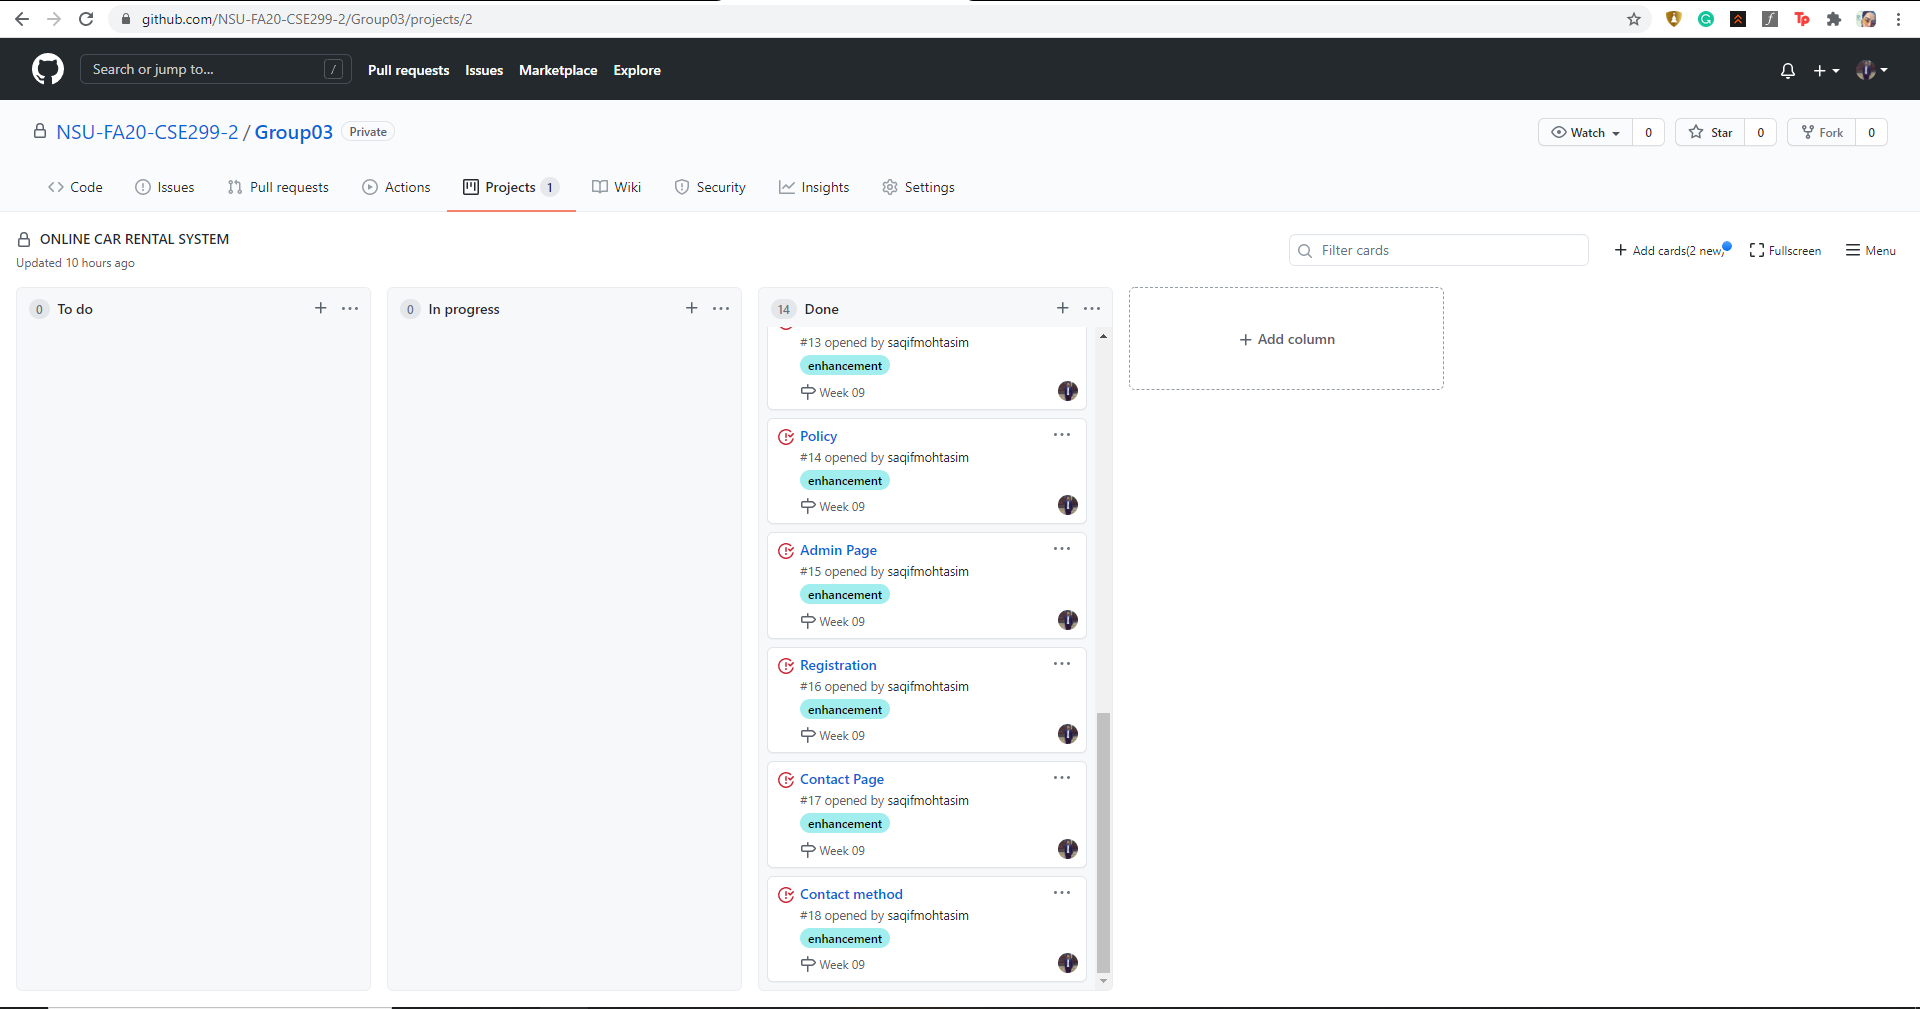 github.com/NSU-FA20-CSE299-2/Group03/projects/2
Search or jump to... /
Pull requests Issues Marketplace Explore
NSU-FA20-CSE299-2 / Group03 Private
Watch 0 Star 0 Fork 0
Code Issues Pull requests Actions Projects 1 Wiki Security Insights Settings
ONLINE CAR RENTAL SYSTEM
Updated 10 hours ago
Filter cards
+ Add cards(2 new) Fullscreen Menu
0 To do + ...
0 In progress + ...
14 Done + ...
#13 opened by saqifmohtasim
enhancement
Week 09
Policy ...
#14 opened by saqifmohtasim
enhancement
Week 09
Admin Page ...
#15 opened by saqifmohtasim
enhancement
Week 09
Registration ...
#16 opened by saqifmohtasim
enhancement
Week 09
Contact Page ...
#17 opened by saqifmohtasim
enhancement
Week 09
Contact method ...
#18 opened by saqifmohtasim
enhancement
Week 09
+ Add column